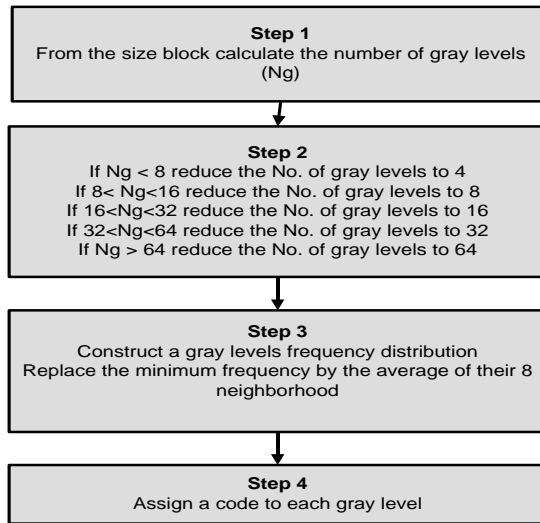 Step 1
From the size block calculate the number of gray levels
(Ng)
Step 2
If Ng < 8 reduce the No. of gray levels to 4
If 8< Ng<16 reduce the No. of gray levels to 8
If 16<Ng<32 reduce the No. of gray levels to 16
If 32<Ng<64 reduce the No. of gray levels to 32
If Ng > 64 reduce the No. of gray levels to 64
Step 3
Construct a gray levels frequency distribution
Replace the minimum frequency by the average of their 8
neighborhood
Step 4
Assign a code to each gray level